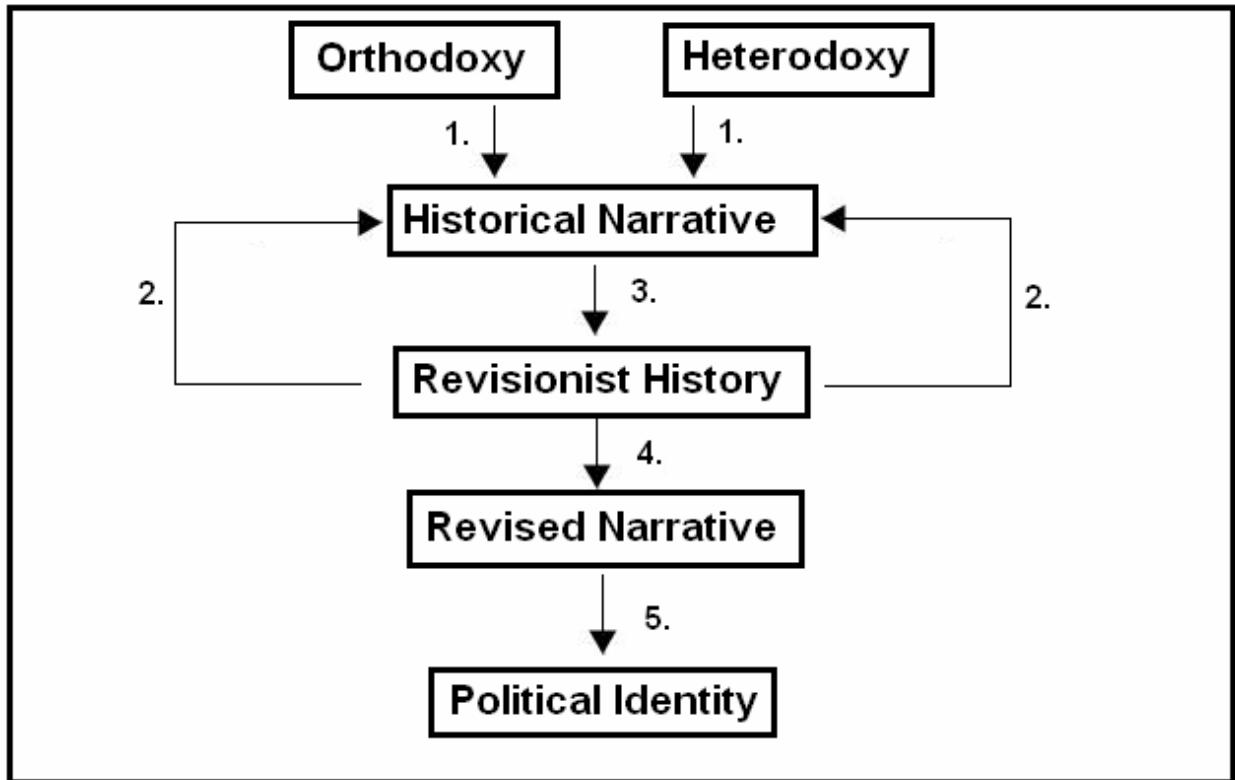 Orthodoxy
Heterodoxy
1.
1.
Historical Narrative
2.
3.
2.
Revisionist History
4.
Revised Narrative
5.
Political Identity